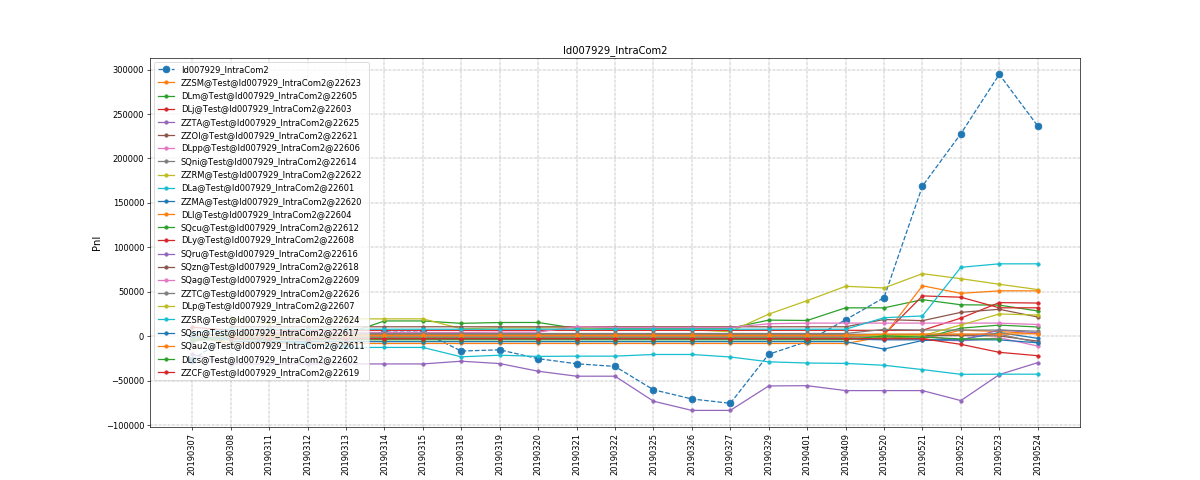 Id007929_IntraCom2
300000
250000
200000
150000
100000
50000
0
−50000
−100000
Pnl
Id007929_IntraCom2
ZZSM@Test@Id007929_IntraCom2@22623
DLm@Test@Id007929_IntraCom2@22605
DLj@Test@Id007929_IntraCom2@22603
ZZTA@Test@Id007929_IntraCom2@22625
ZZOI@Test@Id007929_IntraCom2@22621
DLpp@Test@Id007929_IntraCom2@22606
SQni@Test@Id007929_IntraCom2@22614
ZZRM@Test@Id007929_IntraCom2@22622
DLa@Test@Id007929_IntraCom2@22601
ZZMA@Test@Id007929_IntraCom2@22620
DLl@Test@Id007929_IntraCom2@22604
SQcu@Test@Id007929_IntraCom2@22612
DLy@Test@Id007929_IntraCom2@22608
SQru@Test@Id007929_IntraCom2@22616
SQzn@Test@Id007929_IntraCom2@22618
SQag@Test@Id007929_IntraCom2@22609
ZZTC@Test@Id007929_IntraCom2@22626
DLp@Test@Id007929_IntraCom2@22607
ZZSR@Test@Id007929_IntraCom2@22624
SQsn@Test@Id007929_IntraCom2@22617
SQau2@Test@Id007929_IntraCom2@22611
DLcs@Test@Id007929_IntraCom2@22602
ZZCF@Test@Id007929_IntraCom2@22619
20190307
20190308
20190311
20190312
20190313
20190314
20190315
20190318
20190319
20190320
20190321
20190322
20190325
20190326
20190327
20190329
20190401
20190409
20190520
20190521
20190522
20190523
20190524